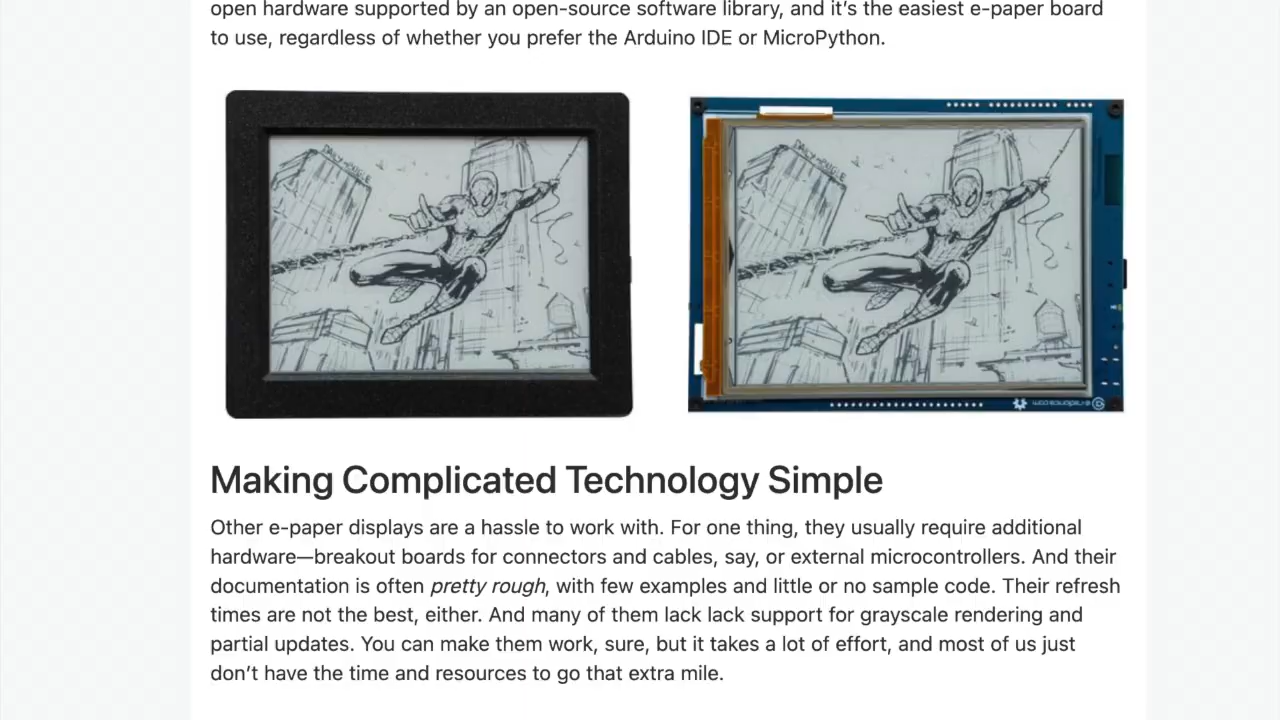 open hardware supported by an open-source software library, and it's the easiest e-paper board
to use, regardless of whether you prefer the Arduino IDE or MicroPython.
DAILY BUGLE
DAILY BUGLE
Making Complicated Technology Simple
Other e-paper displays are a hassle to work with. For one thing, they usually require additional
hardware—breakout boards for connectors and cables, say, or external microcontrollers. And their
documentation is often pretty rough, with few examples and little or no sample code. Their refresh
times are not the best, either. And many of them lack lack support for grayscale rendering and
partial updates. You can make them work, sure, but it takes a lot of effort, and most of us just
don't have the time and resources to go that extra mile.